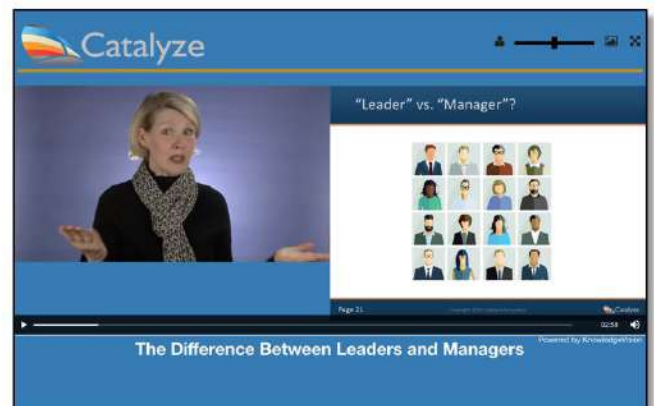 Catalyze
"Leader" vs. "Manager"?
Page 21
Catalyze
02:58
The Difference Between Leaders and Managers
Powered by KnowledgeVision